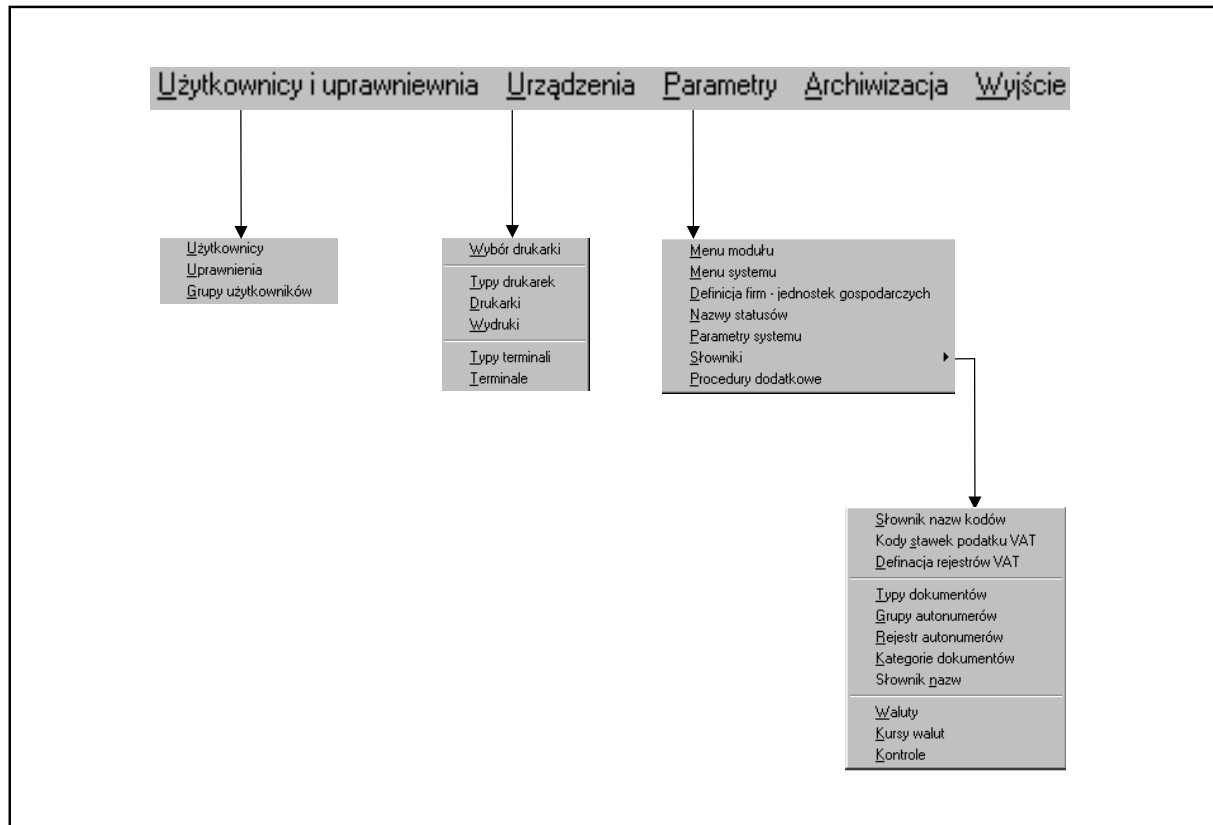 Użytkownicy i uprawniewnia Urządzenia Parametry Archiwizacja Wyjście
Użytkownicy
Uprawnienia
Grupy użytkowników
Wybór drukarki
Typy drukarek
Drukarki
Wydruki
Typy terminali
Terminale
Menu modułu
Menu systemu
Definicja firm - jednostek gospodarczych
Nazwy statusów
Parametry systemu
Słowniki
Procedury dodatkowe
Słownik nazw kodów
Kody stawek podatku VAT
Definacja rejestrów VAT
Typy dokumentów
Grupy autonumerów
Rejestr autonumerów
Kategorie dokumentów
Słownik nazw
Waluty
Kursy walut
Kontrole